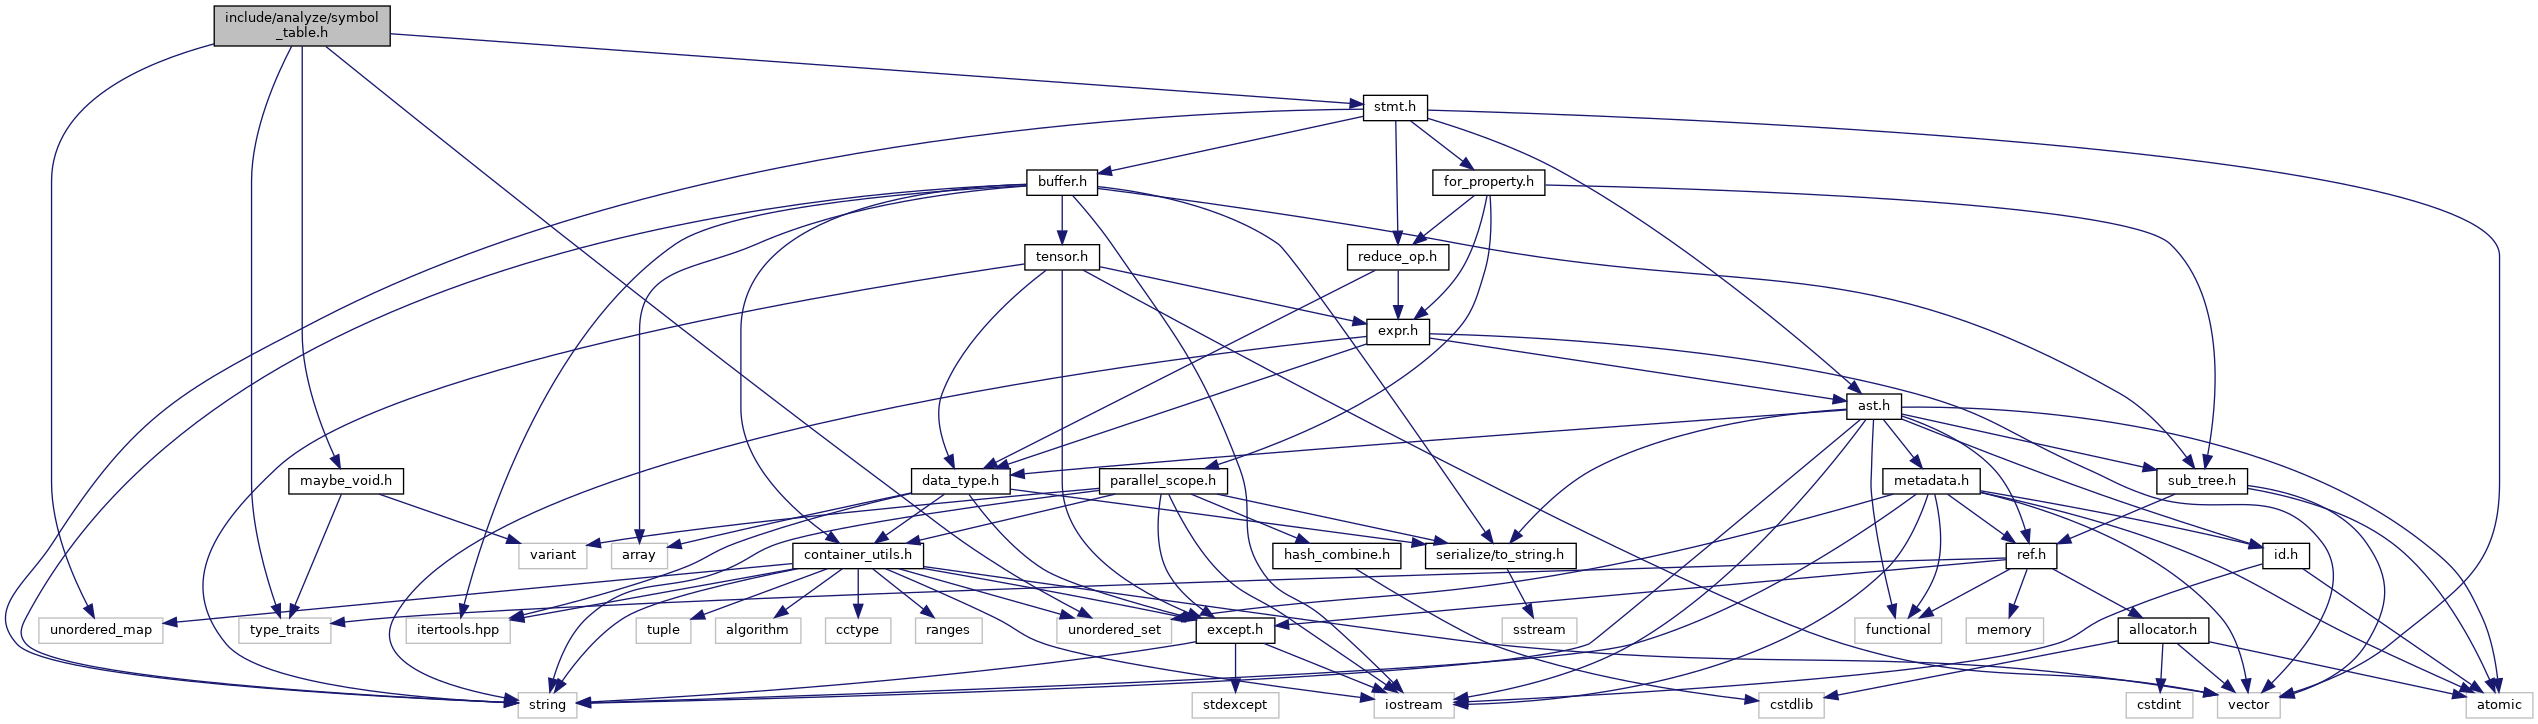 include/analyze/symbol
_table.h
stmt.h
buffer.h
for_property.h
tensor.h
reduce_op.h
expr.h
ast.h
maybe_void.h
data_type.h
parallel_scope.h
metadata.h
sub_tree.h
variant
array
container_utils.h
hash_combine.h
serialize/to_string.h
ref.h
id.h
unordered_map
type_traits
itertools.hpp
tuple
algorithm
cctype
ranges
unordered_set
except.h
sstream
functional
memory
allocator.h
string
stdexcept
iostream
cstdlib
cstdint
vector
atomic